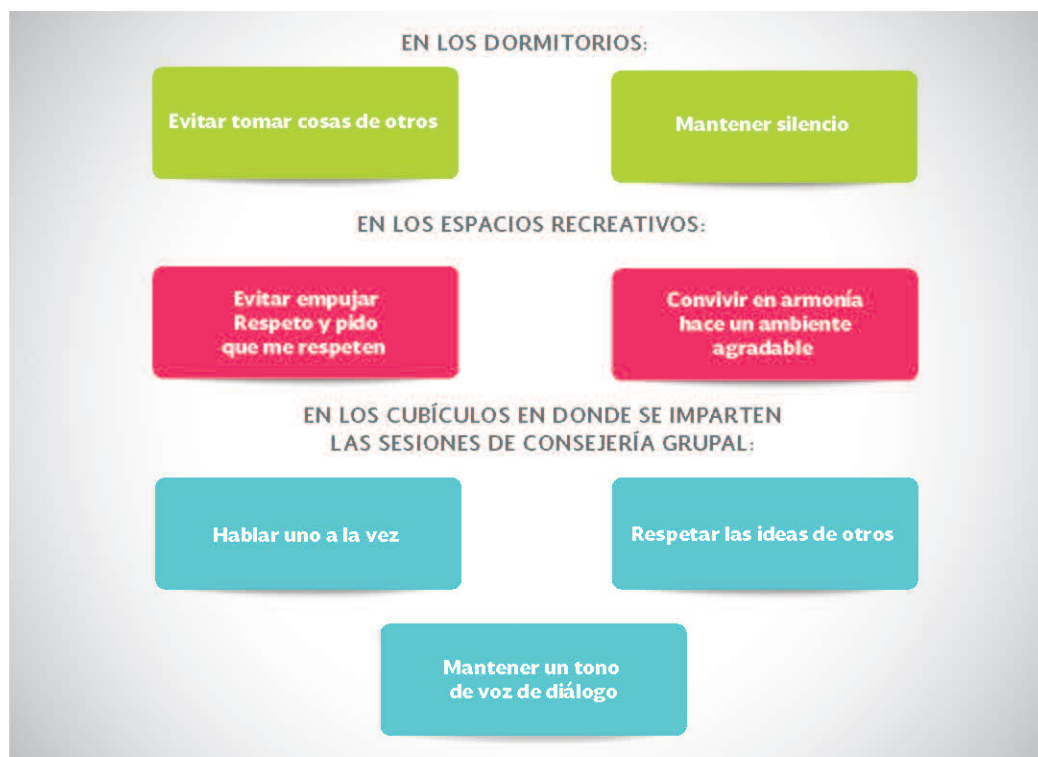 EN LOS DORMITORIOS:
Evitar tomar cosas de otros
Mantener silencio
EN LOS ESPACIOS RECREATIVOS:
Evitar empujar
Respeto y pido
que me respeten
Convivir en armonía
hace un ambiente
agradable
EN LOS CUBÍCULOS EN DONDE SE IMPARTEN
LAS SESIONES DE CONSEJERÍA GRUPAL:
Hablar uno a la vez
Respetar las ideas de otros
Mantener un tono
de voz de diálogo